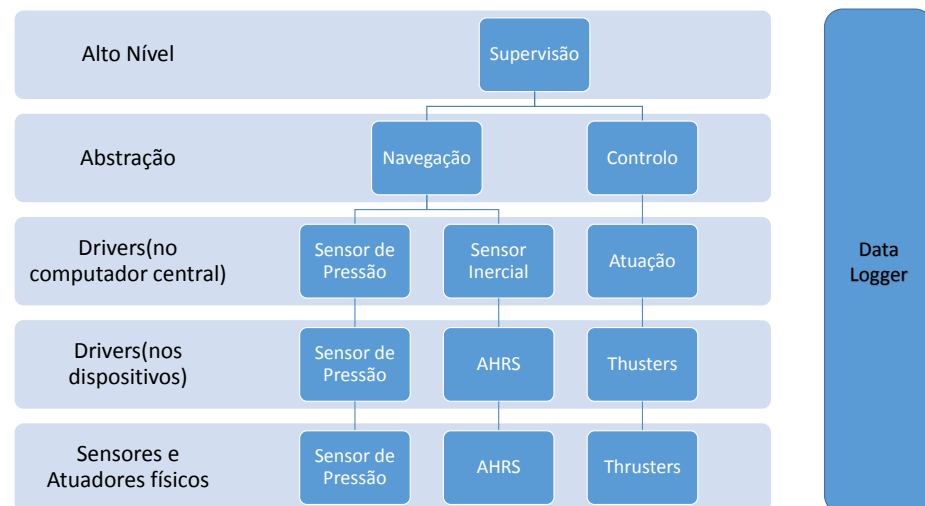 Alto Nível
Supervisão
Abstração
Navegação
Controlo
Drivers(no
computador central)
Sensor de
Pressão
Sensor
Inercial
Atuação
Drivers(nos
dispositivos)
Sensor de
Pressão
AHRS
Thusters
Sensores e
Atuadores físicos
Sensor de
Pressão
AHRS
Thrusters
Data
Logger